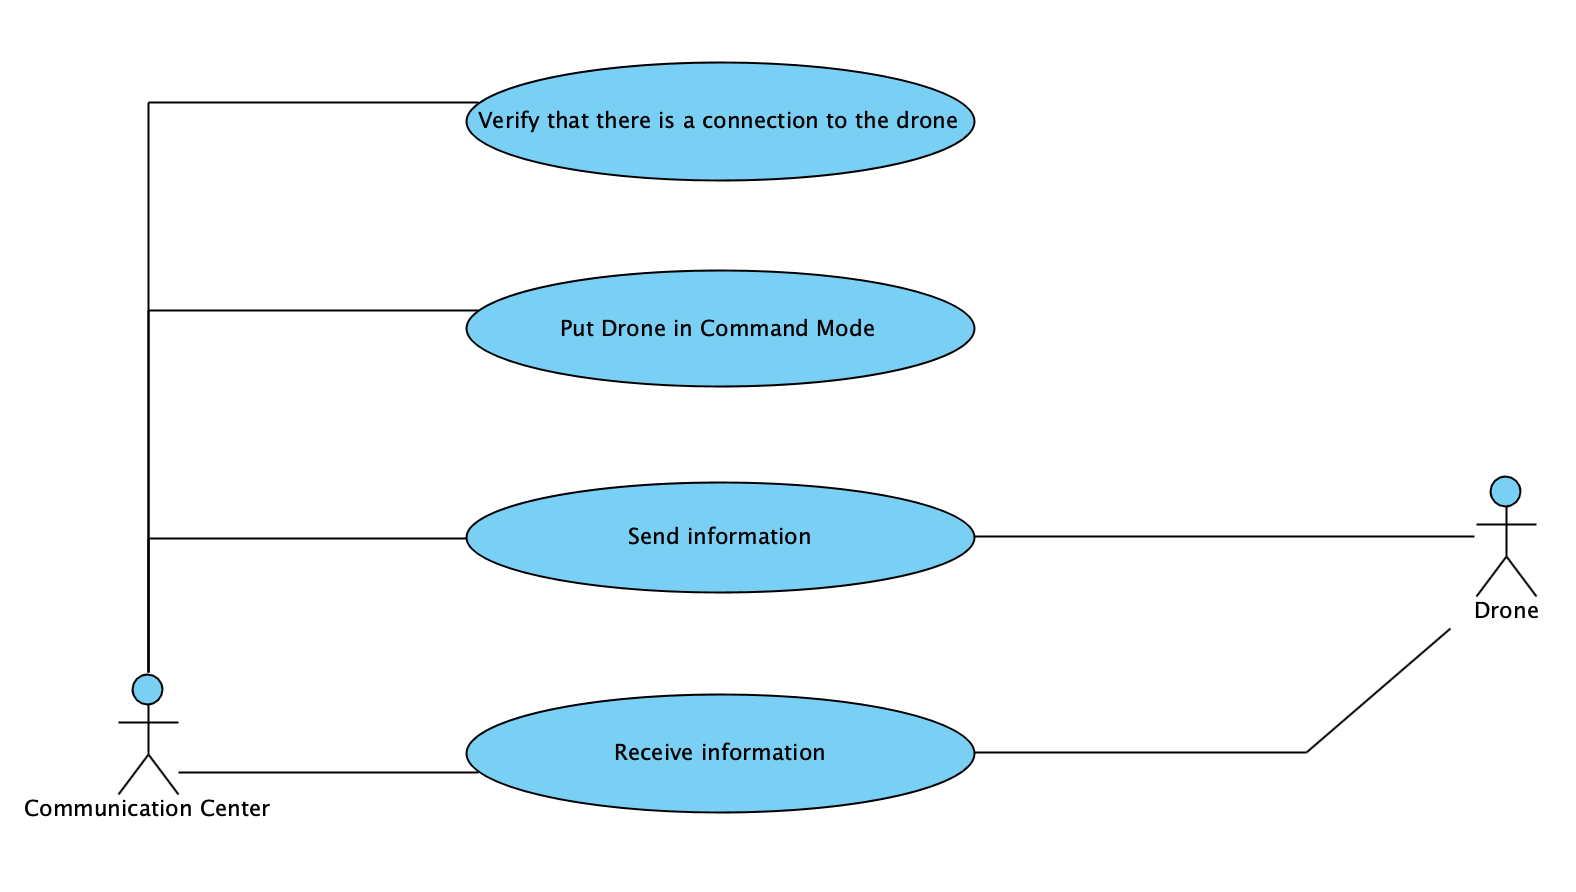 Verify that there is a connection to the drone
Put Drone in Command Mode
Send information
Drone
Receive information
Communication Center